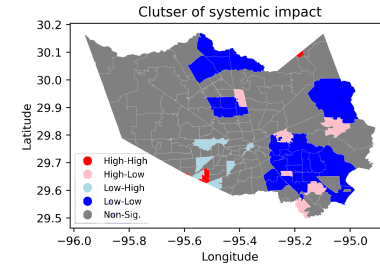 Clutser of systemic impact
30.2
30.1
30.0
29.9
29.8
29.7
29.6
29.5
Latitude
High-High
High-Low
Low-High
Low-Low
Non-Sig.
−96.0 −95.8 −95.6 −95.4 −95.2 −95.0
Longitude